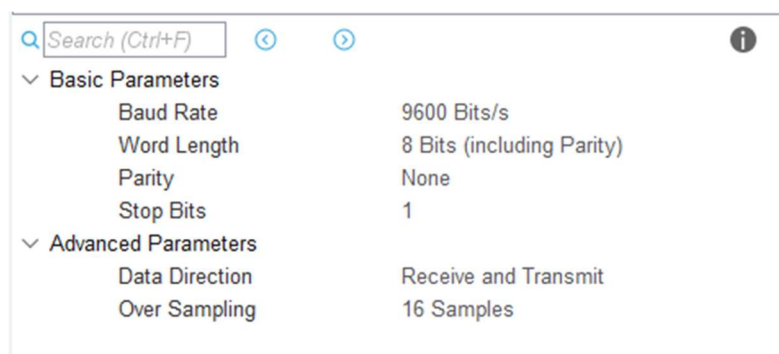 Search (Ctrl+F)
Basic Parameters
Baud Rate 9600 Bits/s
Word Length 8 Bits (including Parity)
Parity None
Stop Bits 1
Advanced Parameters
Data Direction Receive and Transmit
Over Sampling 16 Samples